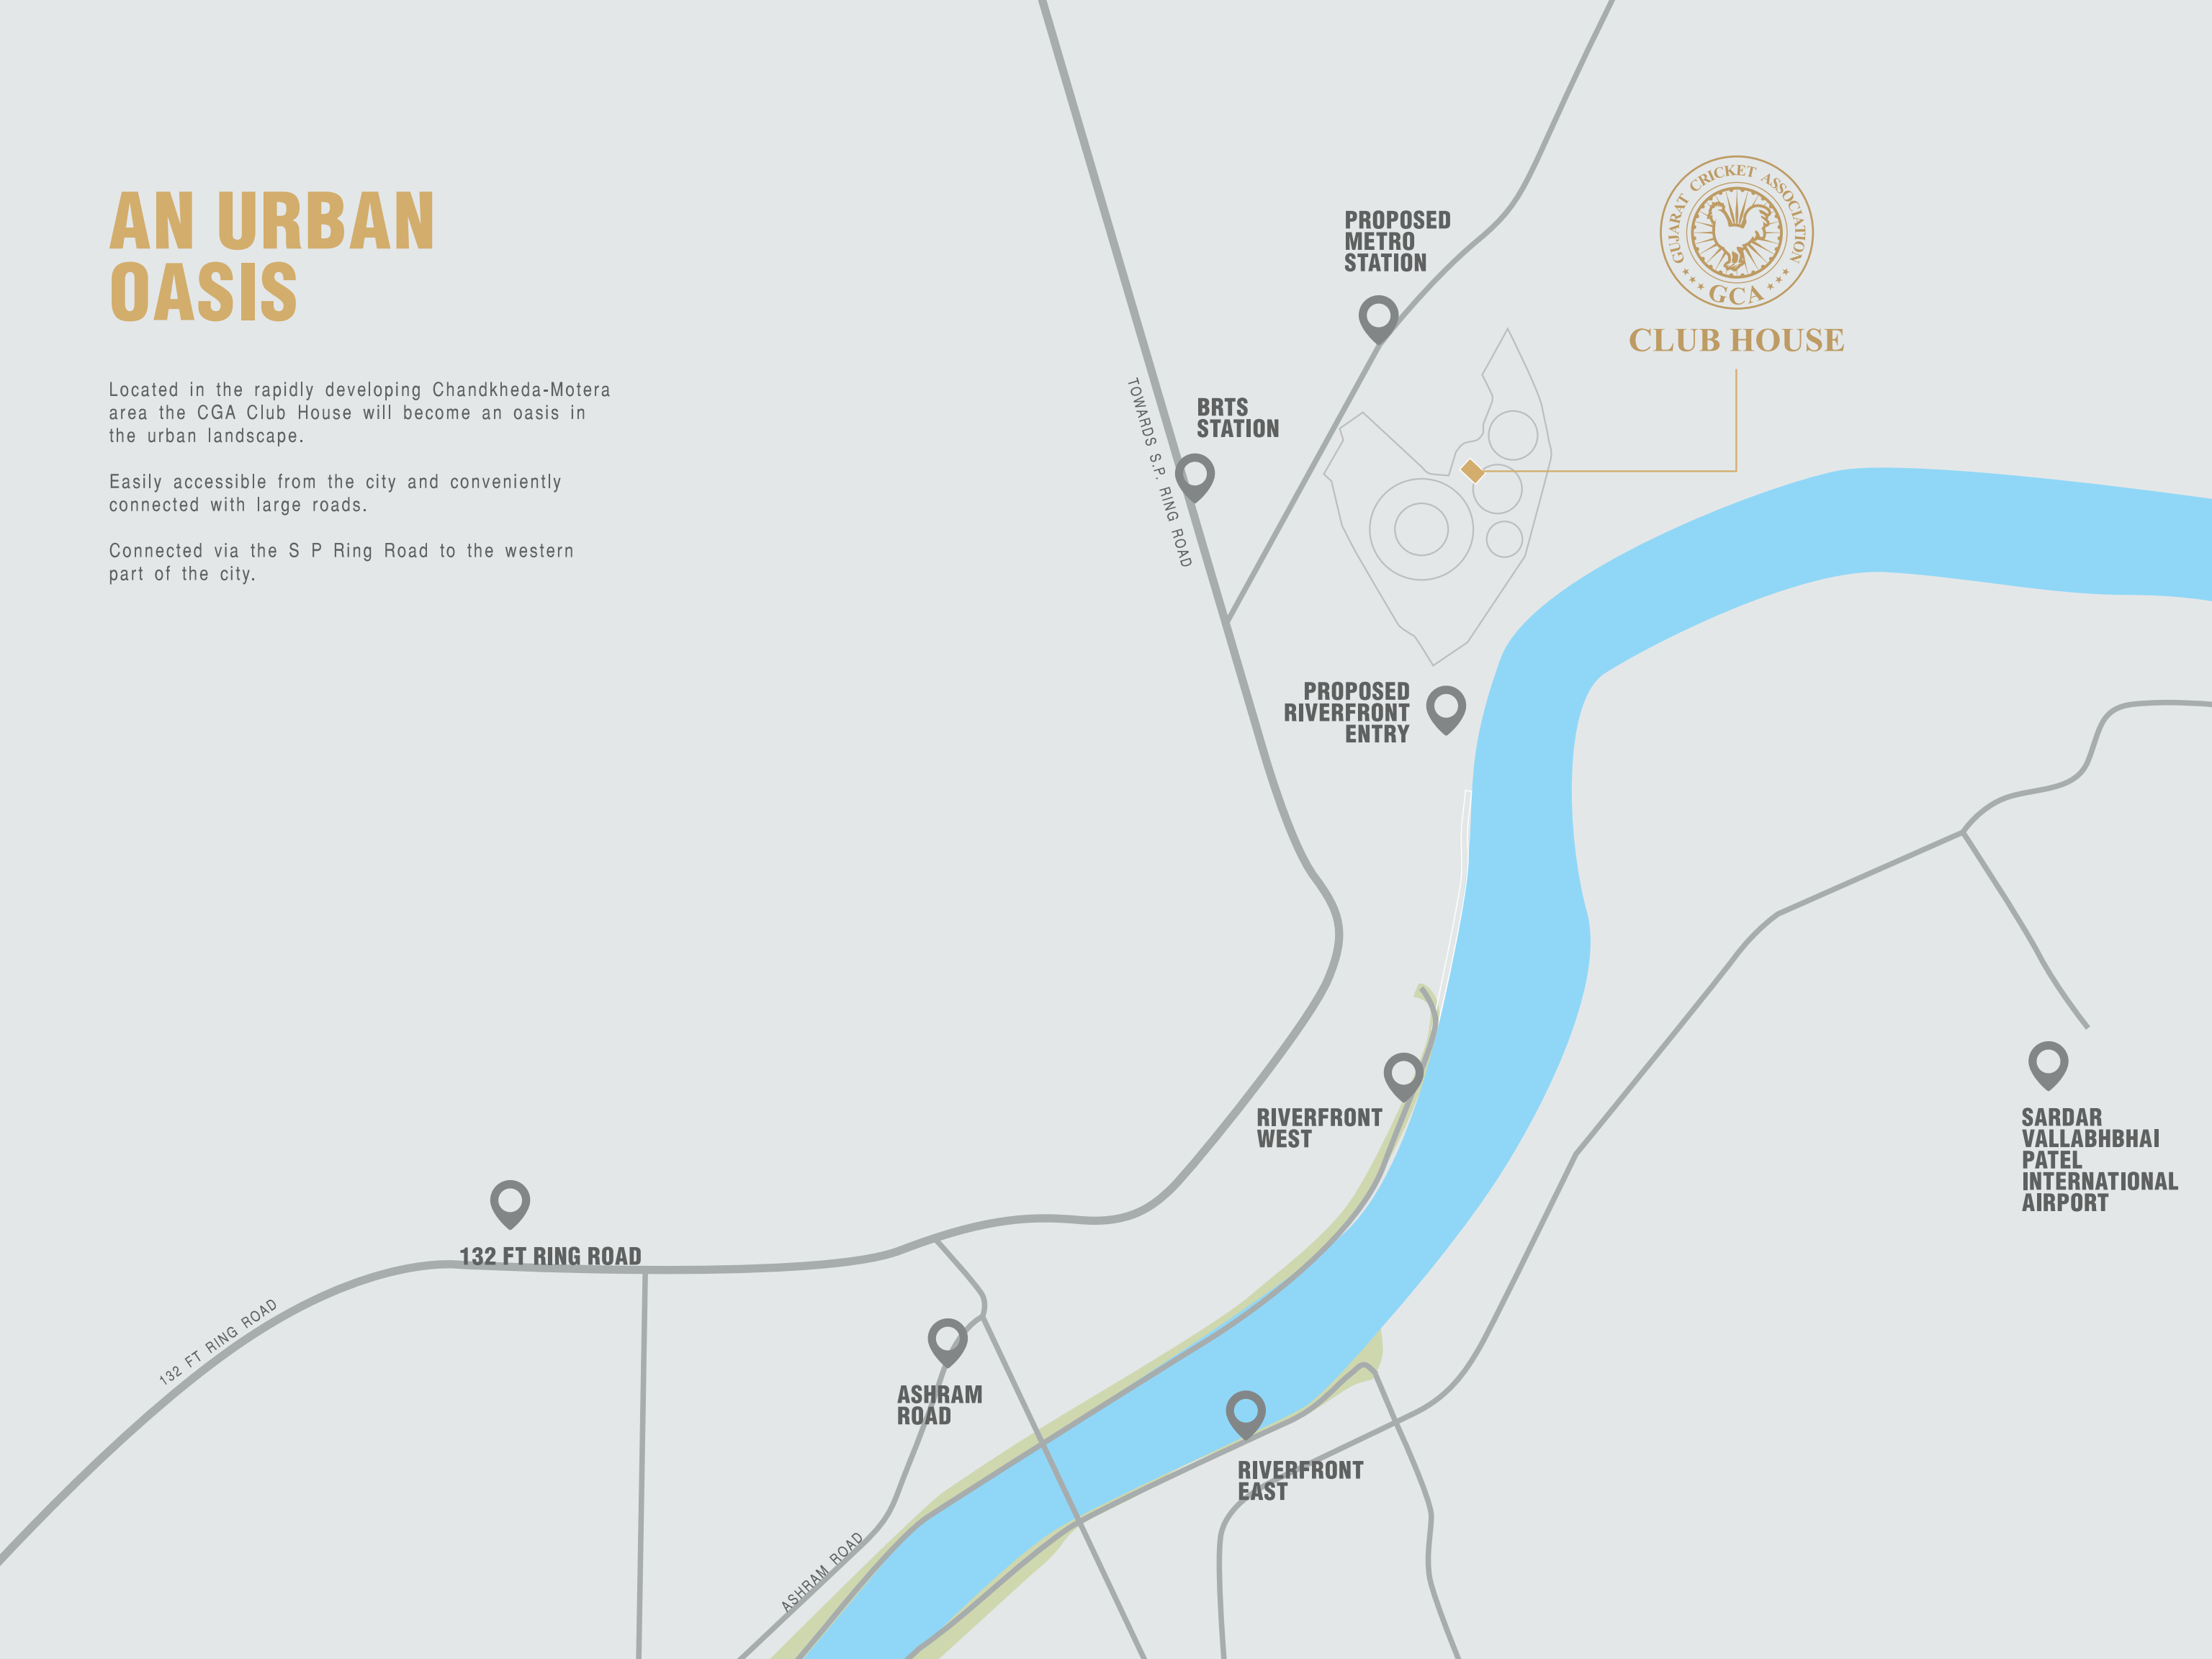 AN URBAN
OASIS
Located in the rapidly developing Chandkheda-Motera
area the CGA Club House will become an oasis in
the urban landscape.
Easily accessible from the city and conveniently
connected with large roads.
Connected via the S P Ring Road to the western
part of the city.
PROPOSED
METRO
STATION
GUJARAT CRICKET ASSOCIATION
GCA
CLUB HOUSE
BRTS
STATION
TOWARDS S.P. RING ROAD
PROPOSED
RIVERFRONT
ENTRY
RIVERFRONT
WEST
SARDAR
VALLABHBHAI
PATEL
INTERNATIONAL
AIRPORT
132 FT RING ROAD
132 FT RING ROAD
ASHRAM
ROAD
RIVERFRONT
EAST
ASHRAM ROAD